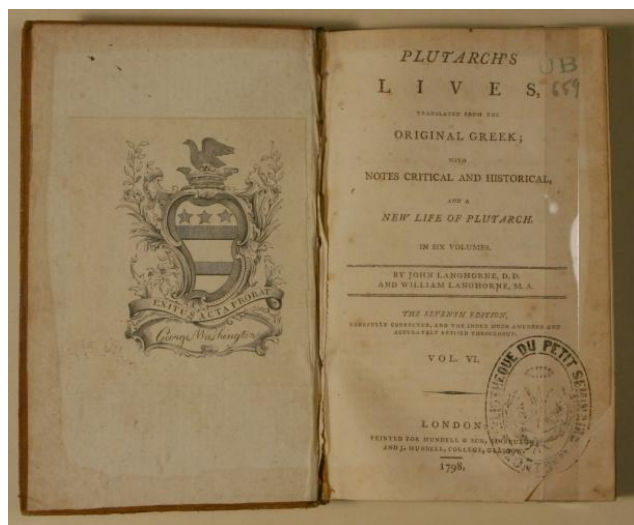 EXITUS ACTA PROBAT
George Washington
PLUTARCH'S
LIVES,
TRANSLATED FROM THE
ORIGINAL GREEK;
WITH
NOTES CRITICAL AND HISTORICAL,
AND A
NEW LIFE OF PLUTARCH.
IN SIX VOLUMES.
BY JOHN LANGHORNE, D. D.
AND WILLIAM LANGHORNE, M. A.
THE SEVENTH EDITION,
CAREFULLY CORRECTED, AND THE INDEX MUCH AMENDED AND
ACCURATELY REVISED THROUGHOUT.
VOL. VI.
LONDON:
PRINTED FOR MUNDELL & SON, EDINBURGH;
AND J. MUNDELL, COLLEGE, GLASGOW.
1798.
JB
659
DU PETIT